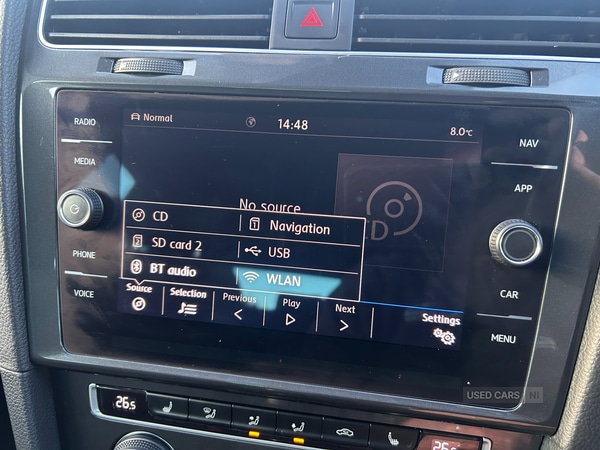 RADIO
MEDIA
PHONE
VOICE
Normal
14:48
8.0°C
No source
CD
CD
Navigation
SD card 2
USB
BT audio
WLAN
Source
Selection
Previous
Play
Next
Settings
NAV
APP
CAR
MENU
USED CARS NI
26.5